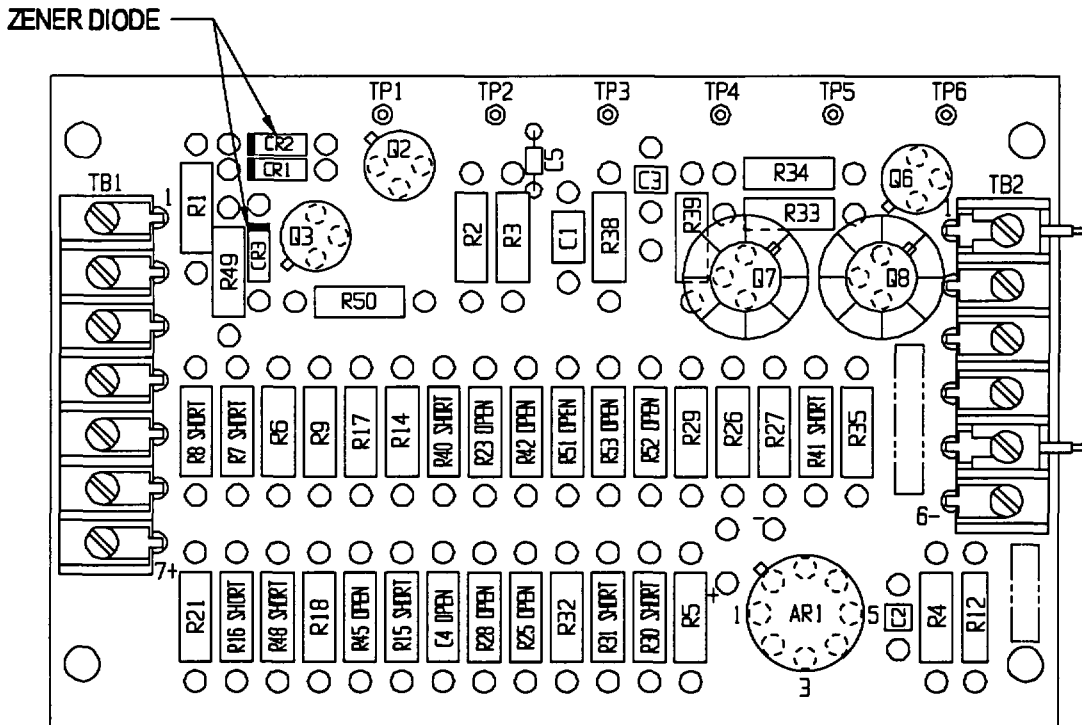 ZENER DIODE
TP1 TP2 TP3 TP4 TP5 TP6
CR2
CR1
Q2
C5
C3
R34
Q6
TB1
1
R1
R49
CR3
Q3
R2
R3
C1
R38
R39
R33
1
TB2
Q7
Q8
R50
R8 SHORT
R7 SHORT
R6
R9
R17
R14
R40 SHORT
R23 OPEN
R42 OPEN
R51 OPEN
R53 OPEN
R52 OPEN
R29
R26
R27
R41 SHORT
R35
6-
7+
-
R21
R16 SHORT
R48 SHORT
R18
R45 OPEN
R15 SHORT
C4 OPEN
R28 OPEN
R25 OPEN
R32
R31 SHORT
R30 SHORT
R5
+
1
AR1
5
3
C2
R4
R12